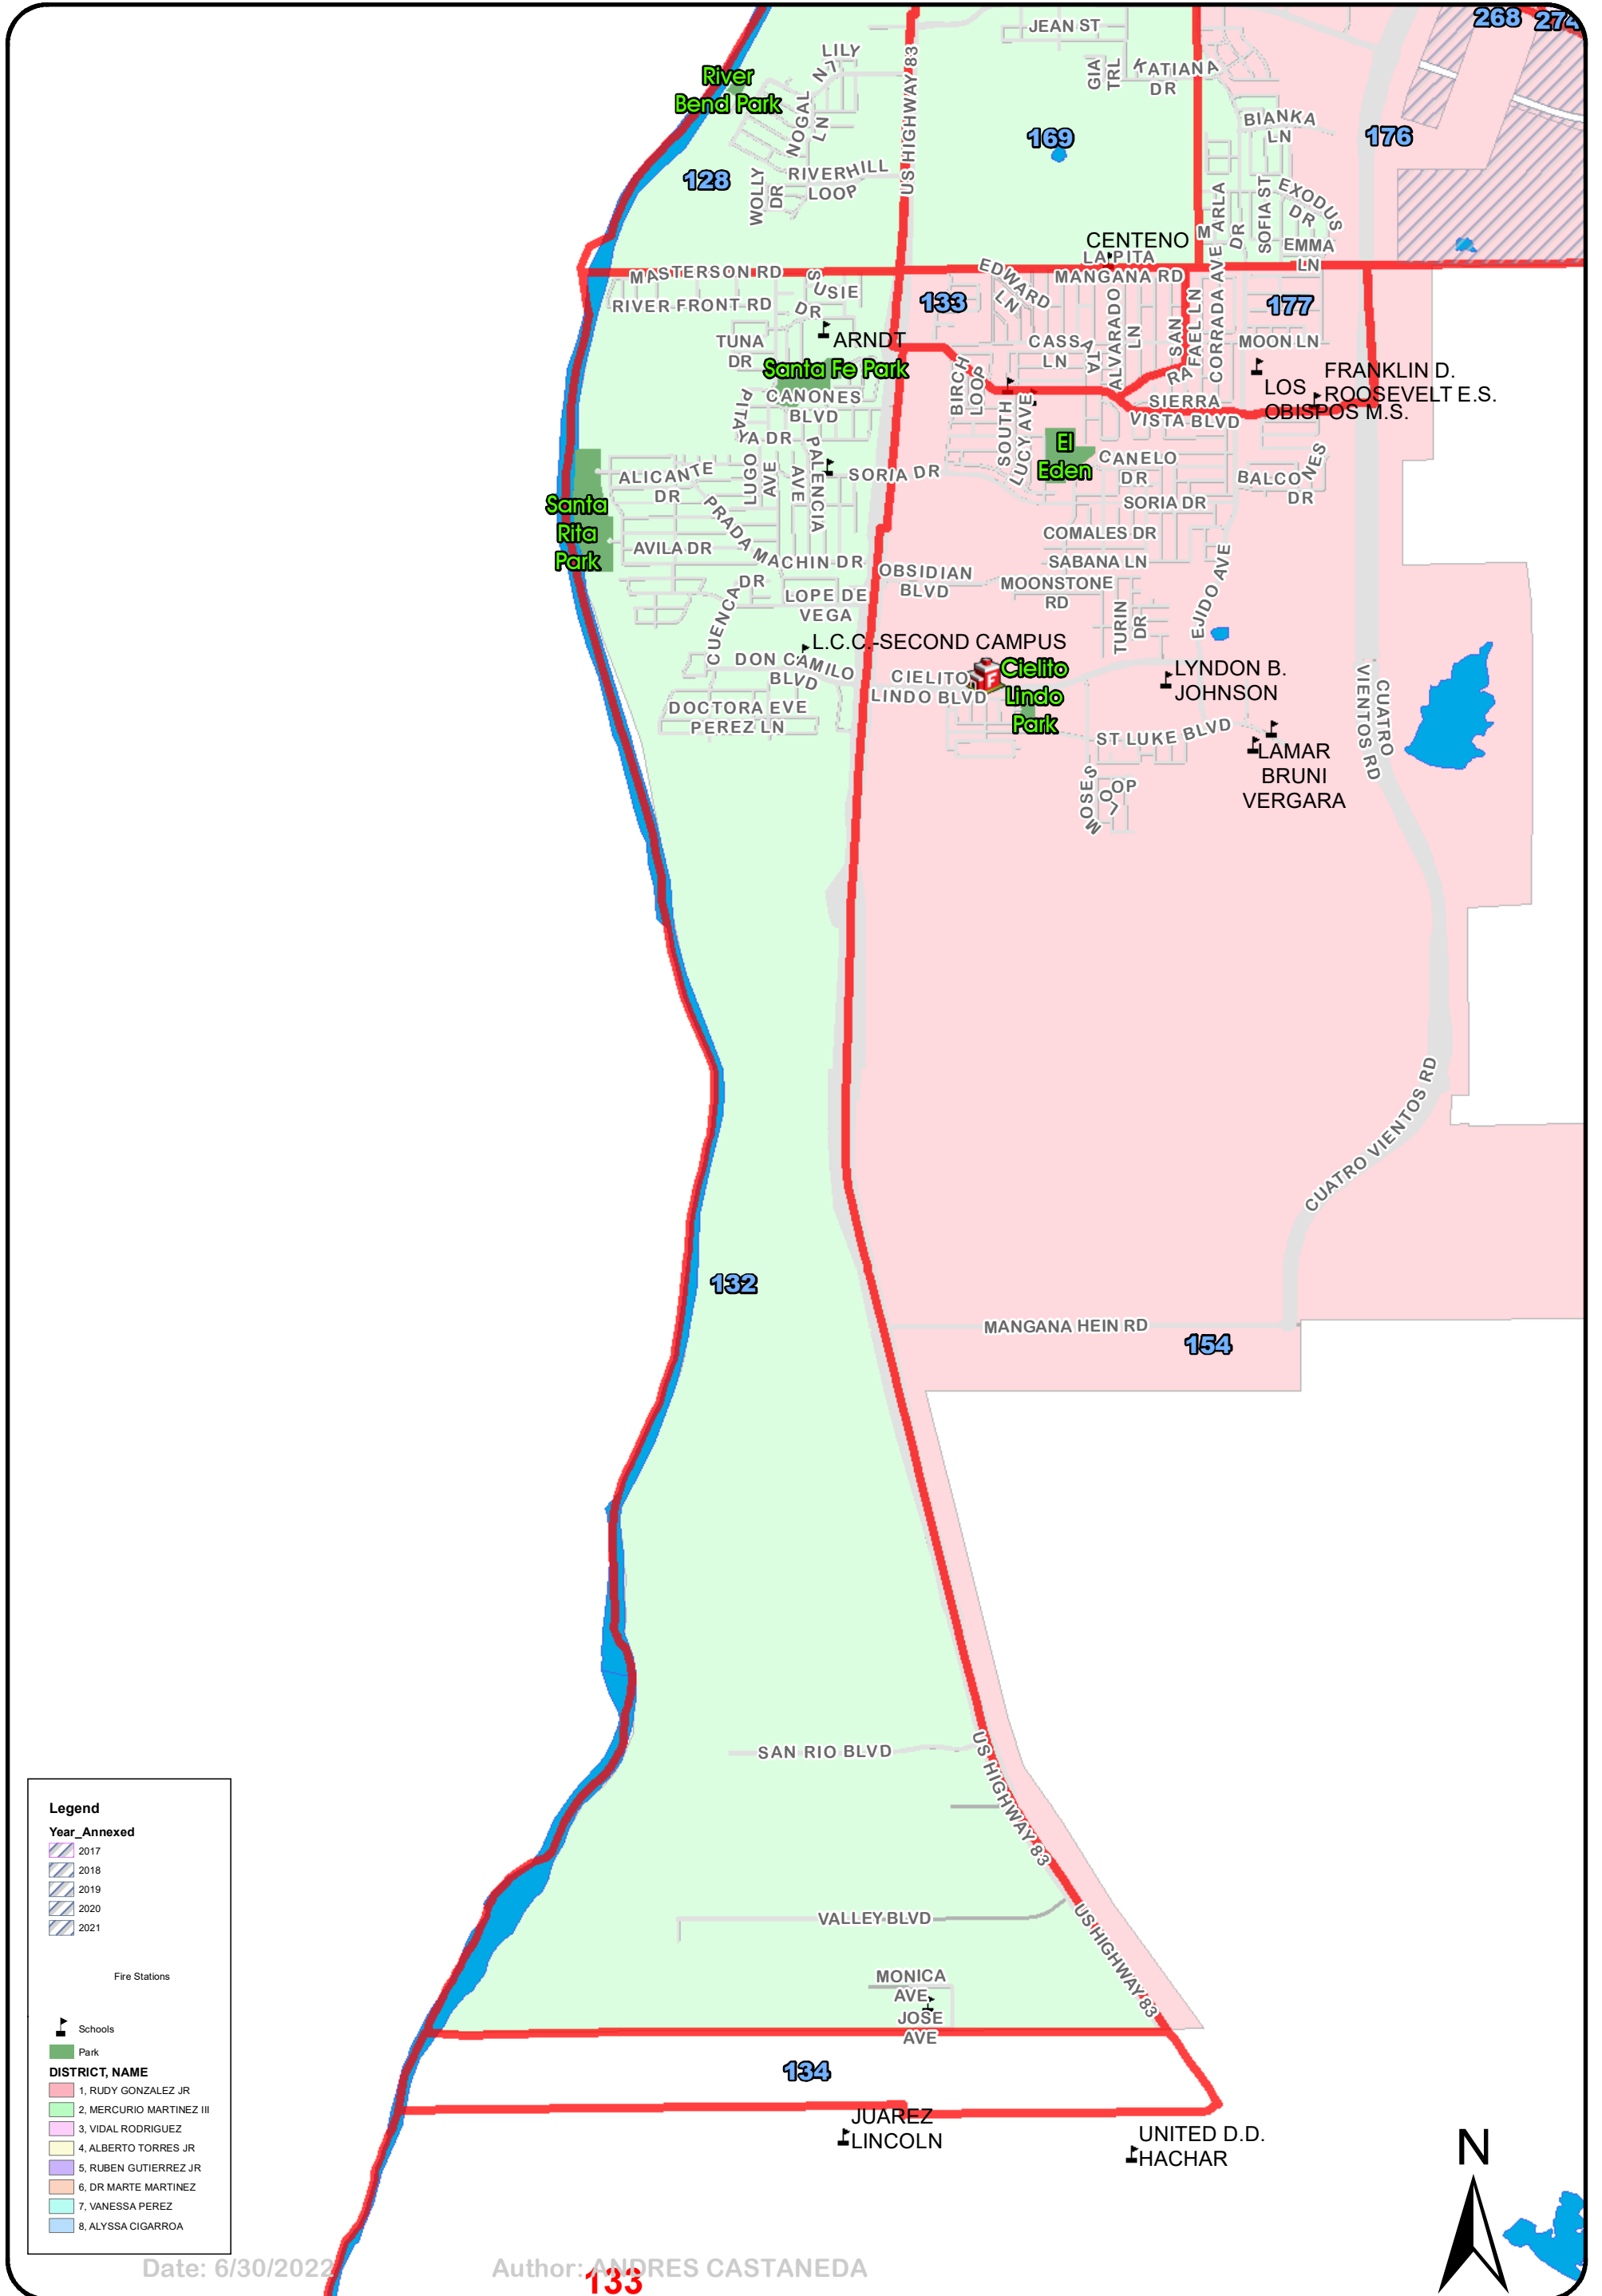 268 274
JEAN ST
LILY
LN
GIA
TRL
KATIANA
DR
River
Bend Park
NOGAL
LN
US HIGHWAY 83
169
BIANKA
LN
176
128
WOLLY
DR
RIVERHILL
LOOP
MARLA
DR
SOFIA ST
EXODUS
DR
EMMA
LN
CENTENO
LA PITA
MANGANA RD
MASTERSON RD
RIVER FRONT RD
SUSIE
DR
EDWARD
LN
133
177
ARNDT
TUNA
DR
CASSATA
LN
ALVARADO
LN
SAN
RAFAEL LN
CORRADA AVE
MOON LN
Santa Fe Park
CANONES
BLVD
BIRCH
LOOP
FRANKLIN D.
ROOSEVELT E.S.
LOS
OBISPOS M.S.
SIERRA
VISTA BLVD
PITAYA DR
SOUTH
LUCY AVE
El
Eden
CANELO
DR
BALCONES
DR
ALICANTE
DR
LUGO
AVE
PALENCIA
AVE
SORIA DR
SORIA DR
Santa
Rita
Park
PRADA MACHIN DR
AVILA DR
COMALES DR
SABANA LN
OBSIDIAN
BLVD
MOONSTONE
RD
EJIDO AVE
CUENCA
DR
LOPE DE
VEGA
TURIN
DR
L.C.C.-SECOND CAMPUS
DON CAMILO
BLVD
CIELITO
LINDO BLVD
F
Cielito
Lindo
Park
LYNDON B.
JOHNSON
CUATRO
VIENTOS RD
DOCTORA EVE
PEREZ LN
ST LUKE BLVD
LAMAR
BRUNI
VERGARA
MOSES
LOOP
CUATRO VIENTOS RD
132
MANGANA HEIN RD
154
SAN RIO BLVD
US HIGHWAY 83
VALLEY BLVD
US HIGHWAY 83
MONICA
AVE
JOSE
AVE
134
JUAREZ
LINCOLN
UNITED D.D.
HACHAR
N
Legend
Year_Annexed
2017
2018
2019
2020
2021
Fire Stations
Schools
Park
DISTRICT, NAME
1, RUDY GONZALEZ JR
2, MERCURIO MARTINEZ III
3, VIDAL RODRIGUEZ
4, ALBERTO TORRES JR
5, RUBEN GUTIERREZ JR
6, DR MARTE MARTINEZ
7, VANESSA PEREZ
8, ALYSSA CIGARROA
Date: 6/30/2022
Author: ANDRES CASTANEDA
133